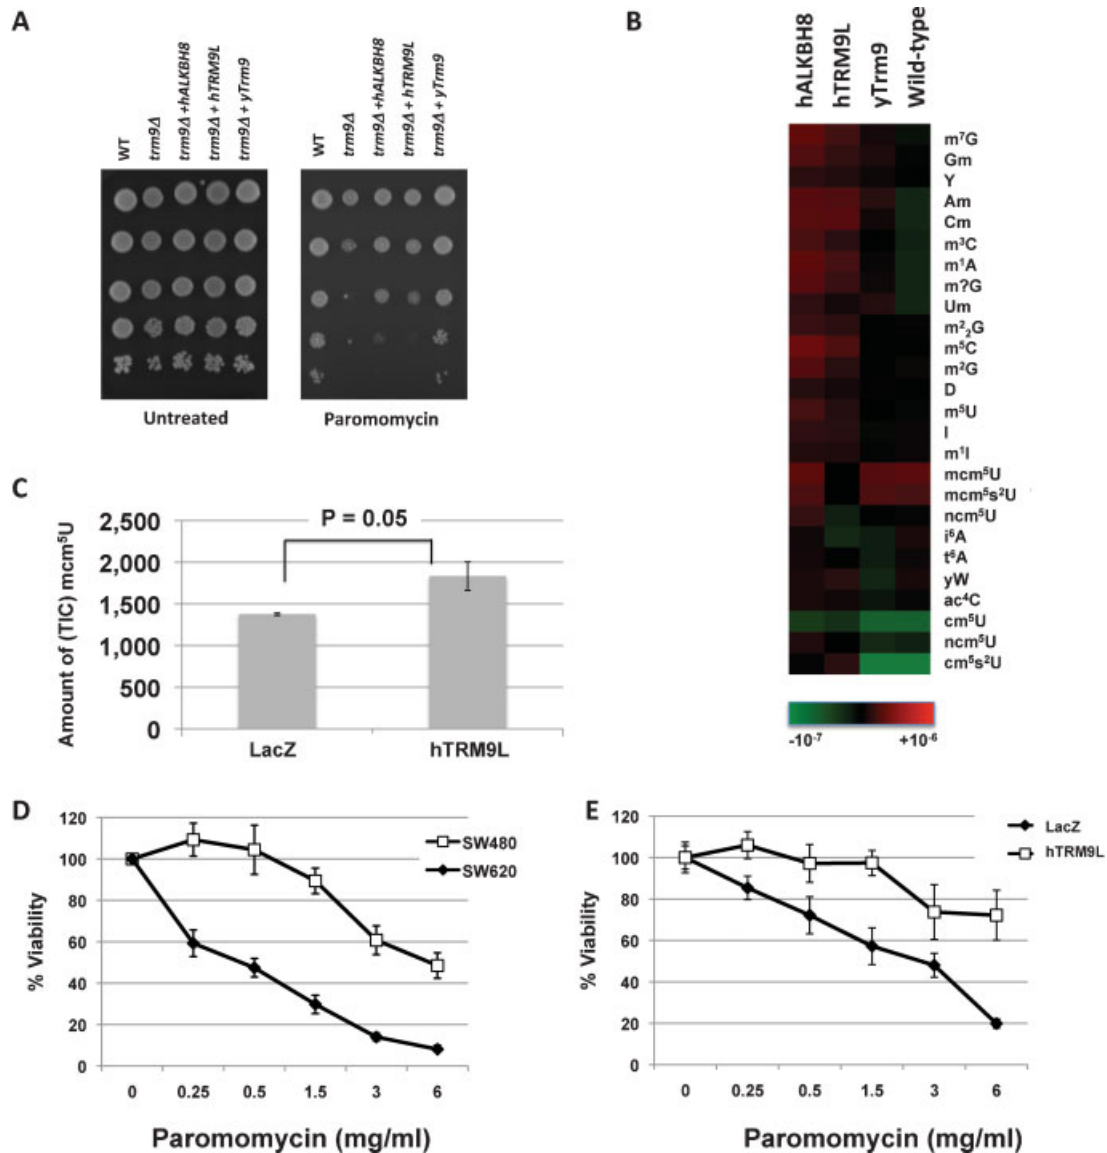 A
WT
trm9Δ
trm9Δ +hALKBH8
trm9Δ + hTRM9L
trm9Δ + yTrm9
WT
trm9Δ
trm9Δ +hALKBH8
trm9Δ + hTRM9L
trm9Δ + yTrm9
Untreated
Paromomycin
B
hALKBH8
hTRM9L
yTrm9
Wild-type
m⁷G
Gm
Y
Am
Cm
m³C
m¹A
m?G
Um
m²₂G
m⁵C
m²G
D
m⁵U
I
m¹I
mcm⁵U
mcm⁵s²U
ncm⁵U
i⁶A
t⁶A
yW
ac⁴C
cm⁵U
ncm⁵U
cm⁵s²U
-10⁻⁷
+10⁻⁶
C
Amount of (TIC) mcm⁵U
2,500
2,000
1,500
1,000
500
0
P = 0.05
LacZ
hTRM9L
D
% Viability
120
100
80
60
40
20
0
SW480
SW620
0 0.25 0.5 1.5 3 6
Paromomycin (mg/ml)
E
% Viability
120
100
80
60
40
20
0
LacZ
hTRM9L
0 0.25 0.5 1.5 3 6
Paromomycin (mg/ml)